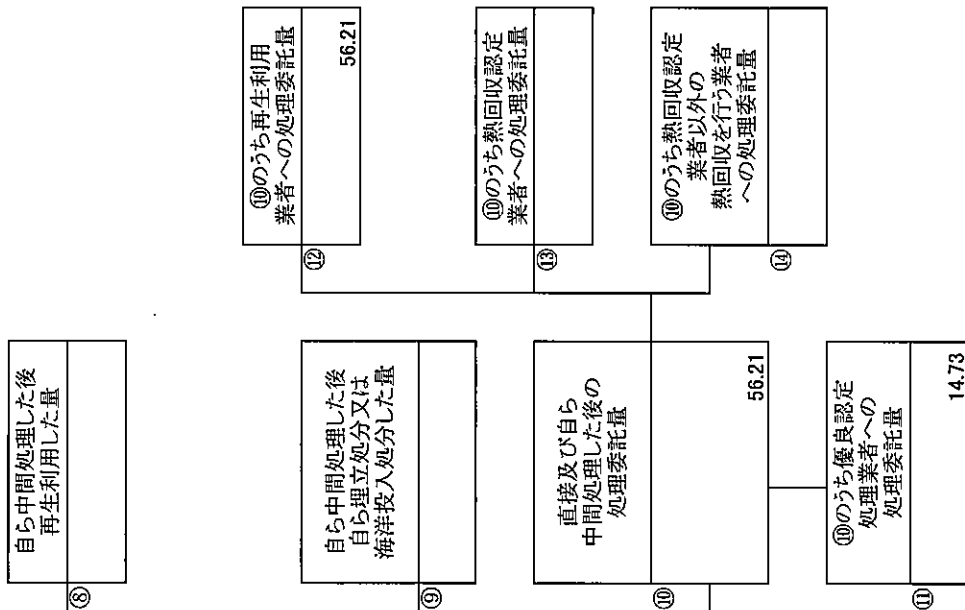 自ら中間処理した後
再生利用した量
⑧
自ら中間処理した後
自ら埋立処分又は
海洋投入処分した量
⑨
直接及び自ら
中間処理した後の
処理委託量
56.21
⑩
⑩のうち優良認定
処理業者への
処理委託量
14.73
⑪
⑩のうち再生利用
業者への処理委託量
56.21
⑫
⑩のうち熱回収認定
業者への処理委託量
⑬
⑩のうち熱回収認定
業者以外の
熱回収を行う業者
への処理委託量
⑭